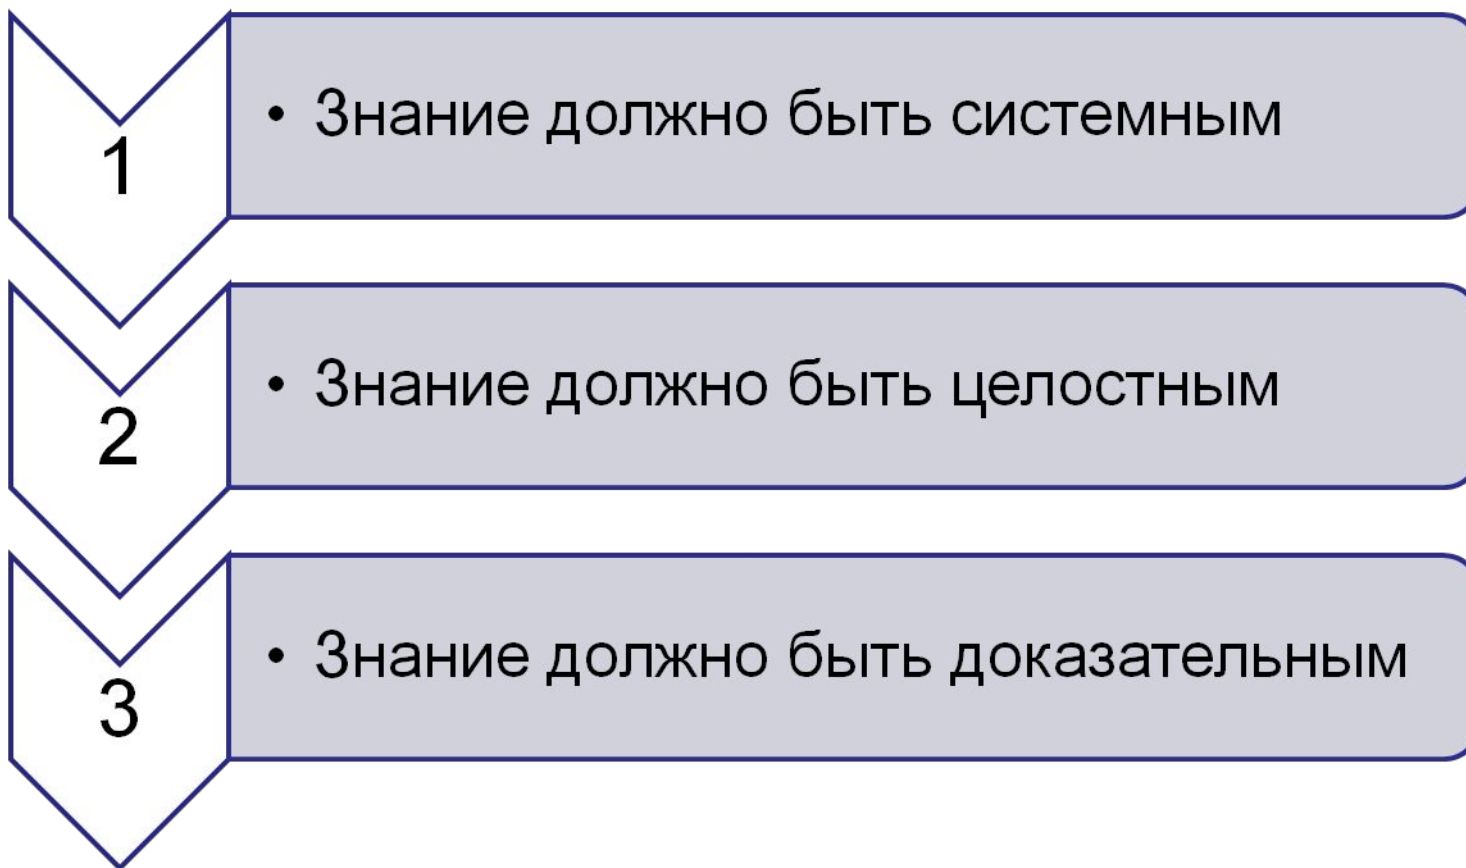 1
• Знание должно быть системным
2
• Знание должно быть целостным
3
• Знание должно быть доказательным